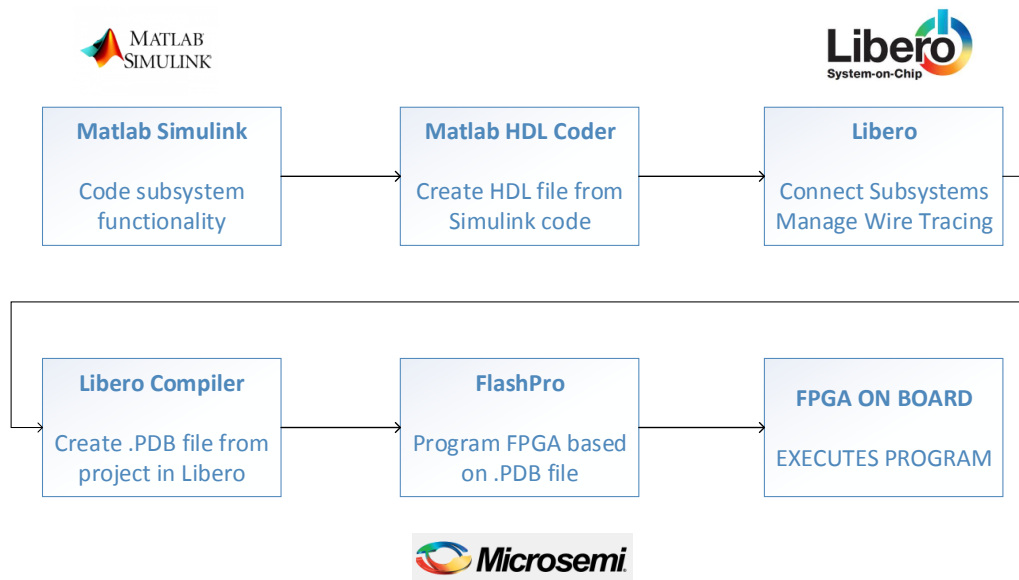 MATLAB
SIMULINK
Libero
System-on-Chip
Matlab Simulink
Code subsystem
functionality
Matlab HDL Coder
Create HDL file from
Simulink code
Libero
Connect Subsystems
Manage Wire Tracing
Libero Compiler
Create .PDB file from
project in Libero
FlashPro
Program FPGA based
on .PDB file
FPGA ON BOARD
EXECUTES PROGRAM
Microsemi.